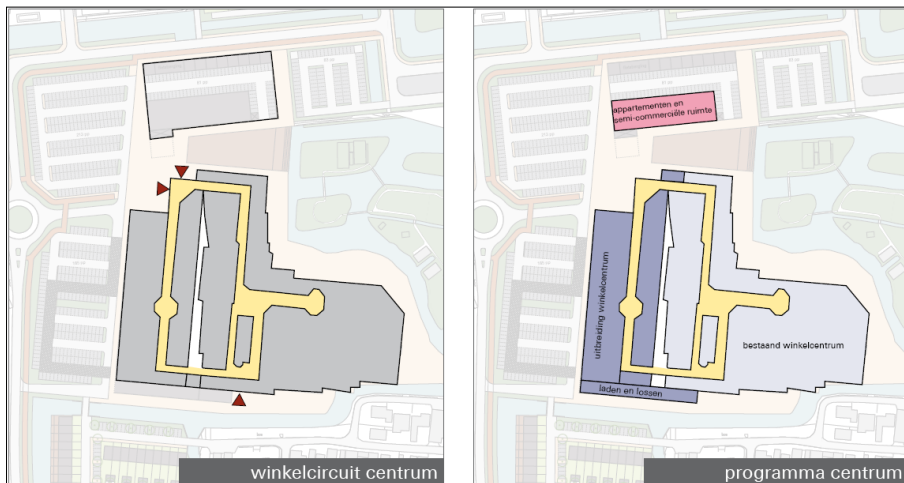 winkelcircuit centrum
appartementen en
semi-commerciële ruimte
uitbreiding winkelcentrum
bestaand winkelcentrum
laden en lossen
programma centrum